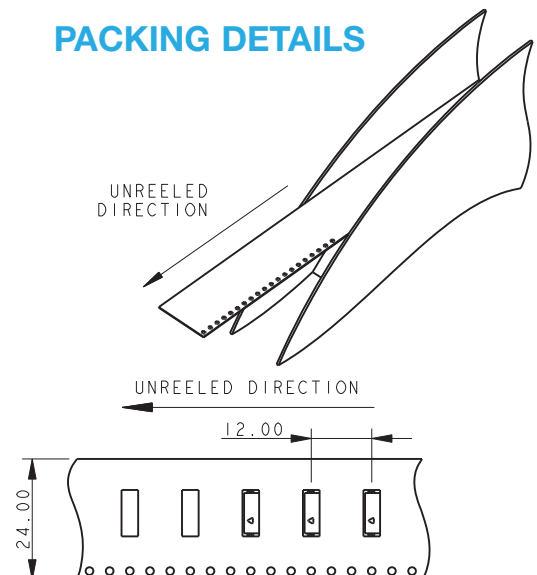 PACKING DETAILS
UNREELED
DIRECTION
UNREELED DIRECTION
12.00
24.00